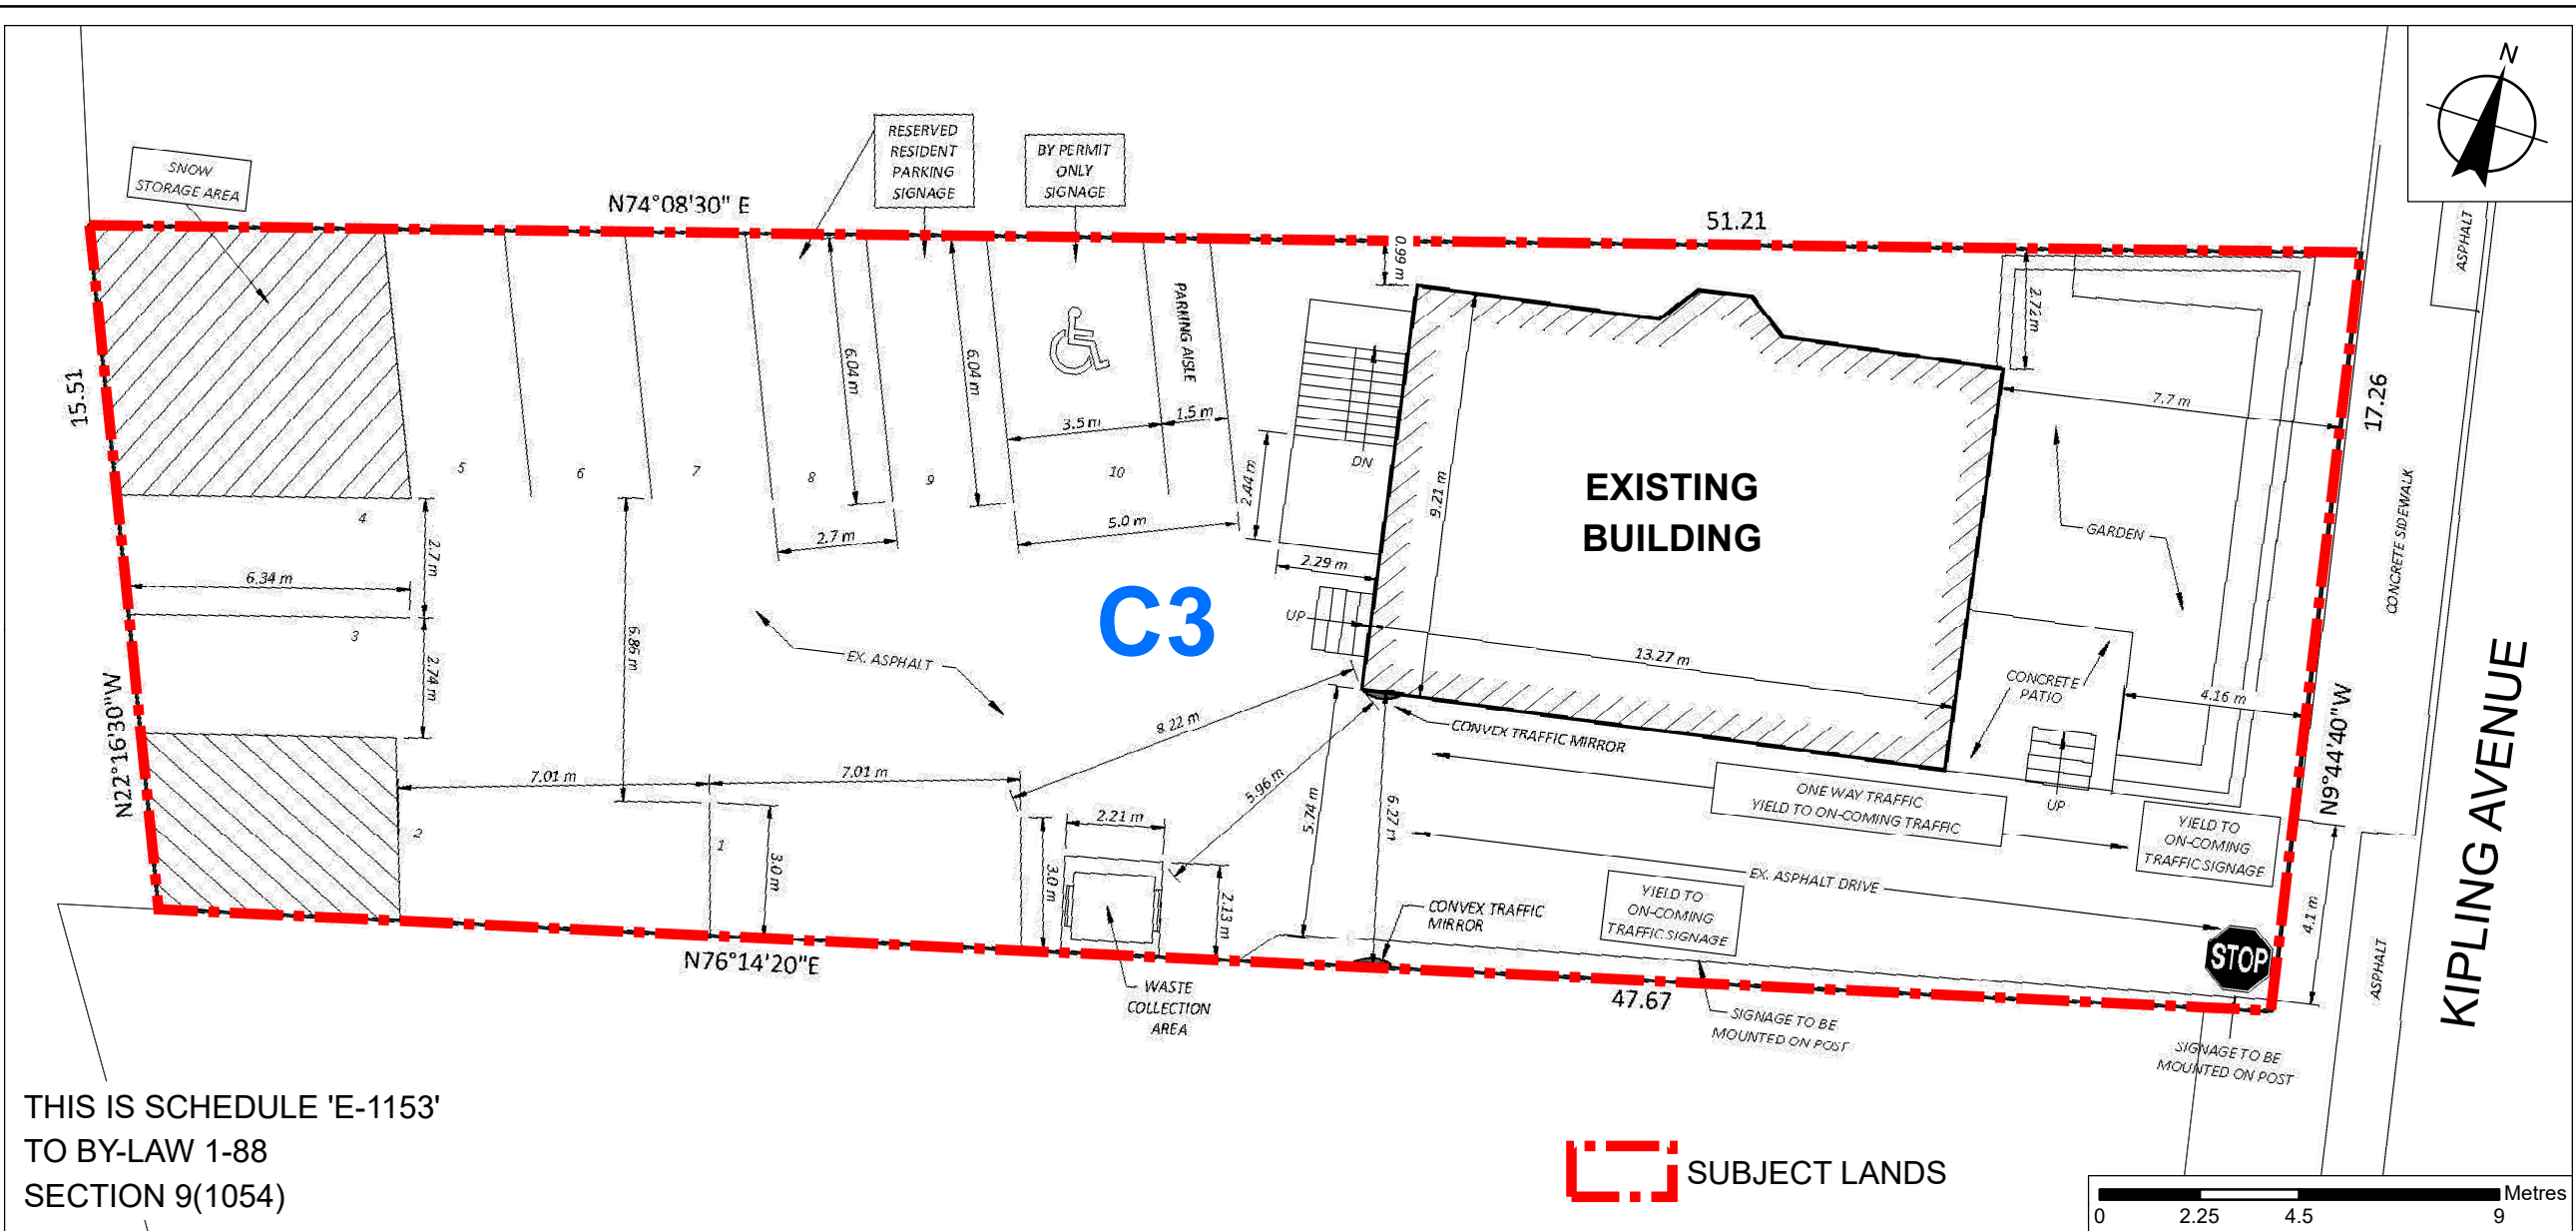 N
SNOW
STORAGE AREA
RESERVED
RESIDENT
PARKING
SIGNAGE
BY PERMIT
ONLY
SIGNAGE
N74°08'30" E
51.21
ASPHALT
0.99 m
2.72 m
PARKING AISLE
15.51
6.04 m
6.04 m
3.5 m
1.5 m
7.7 m
17.26
5
6
7
8
9
10
DN
9.21 m
EXISTING
BUILDING
GARDEN
CONCRETE SIDEWALK
4
2.7 m
2.7 m
5.0 m
2.44 m
2.29 m
6.34 m
C3
UP
3
2.74 m
6.86 m
EX. ASPHALT
13.27 m
CONCRETE
PATIO
4.16 m
N22°16'30"W
8.22 m
CONVEX TRAFFIC MIRROR
N9°44'40"W
KIPLING AVENUE
7.01 m
7.01 m
5.96 m
5.74 m
6.27 m
ONE WAY TRAFFIC
YIELD TO ON-COMING TRAFFIC
UP
YIELD TO
ON-COMING
TRAFFIC SIGNAGE
2
1
3.0 m
3.0 m
2.21 m
2.13 m
EX. ASPHALT DRIVE
YIELD TO
ON-COMING
TRAFFIC SIGNAGE
CONVEX TRAFFIC
MIRROR
STOP
4.1 m
ASPHALT
N76°14'20"E
WASTE
COLLECTION
AREA
47.67
SIGNAGE TO BE
MOUNTED ON POST
SIGNAGE TO BE
MOUNTED ON POST
THIS IS SCHEDULE 'E-1153'
TO BY-LAW 1-88
SECTION 9(1054)
SUBJECT LANDS
Metres
0 2.25 4.5 9